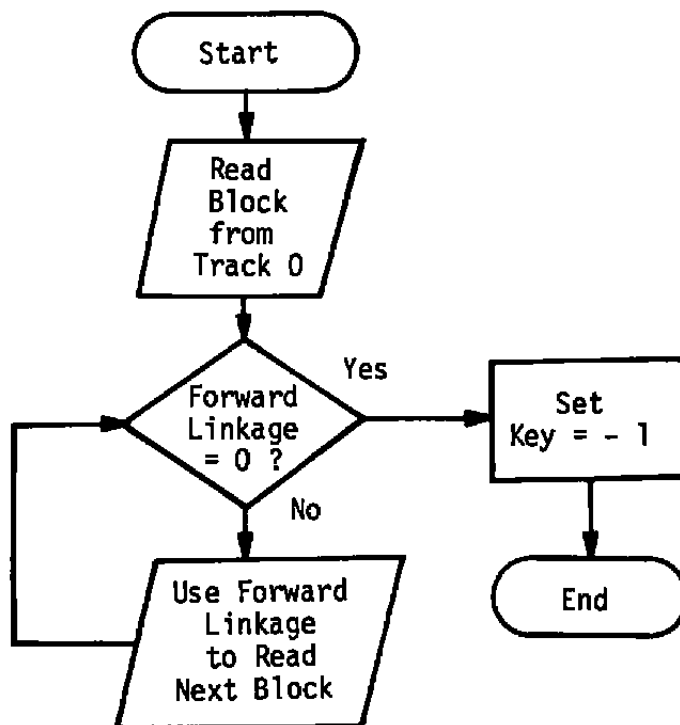 Start
Read
Block
from
Track 0
Forward
Linkage
= 0 ?
Yes
Set
Key = - 1
No
End
Use Forward
Linkage
to Read
Next Block